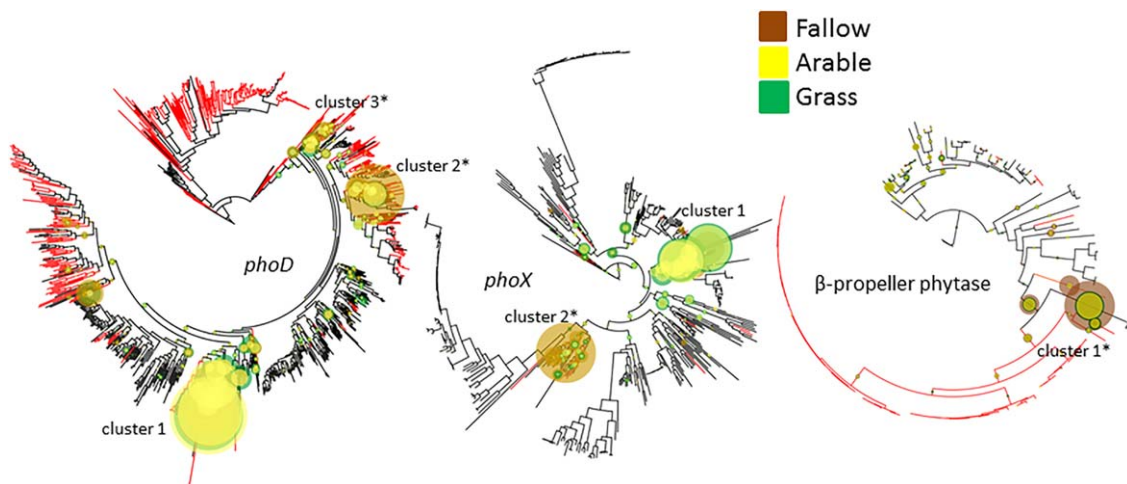 Fallow
Arable
Grass
cluster 3*
cluster 2*
phoD
cluster 1
cluster 1
phoX
cluster 2*
β-propeller phytase
cluster 1*